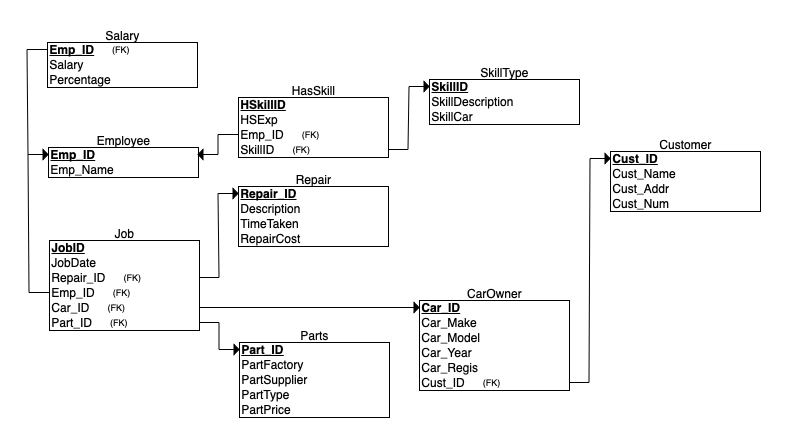 Salary
Emp_ID (FK)
Salary
Percentage
Employee
Emp_ID
Emp_Name
HasSkill
HSkillID
HSExp
Emp_ID (FK)
SkillID (FK)
SkillType
SkillID
SkillDescription
SkillCar
Customer
Cust_ID
Cust_Name
Cust_Addr
Cust_Num
Repair
Repair_ID
Description
TimeTaken
RepairCost
Job
JobID
JobDate
Repair_ID (FK)
Emp_ID (FK)
Car_ID (FK)
Part_ID (FK)
CarOwner
Car_ID
Car_Make
Car_Model
Car_Year
Car_Regis
Cust_ID (FK)
Parts
Part_ID
PartFactory
PartSupplier
PartType
PartPrice